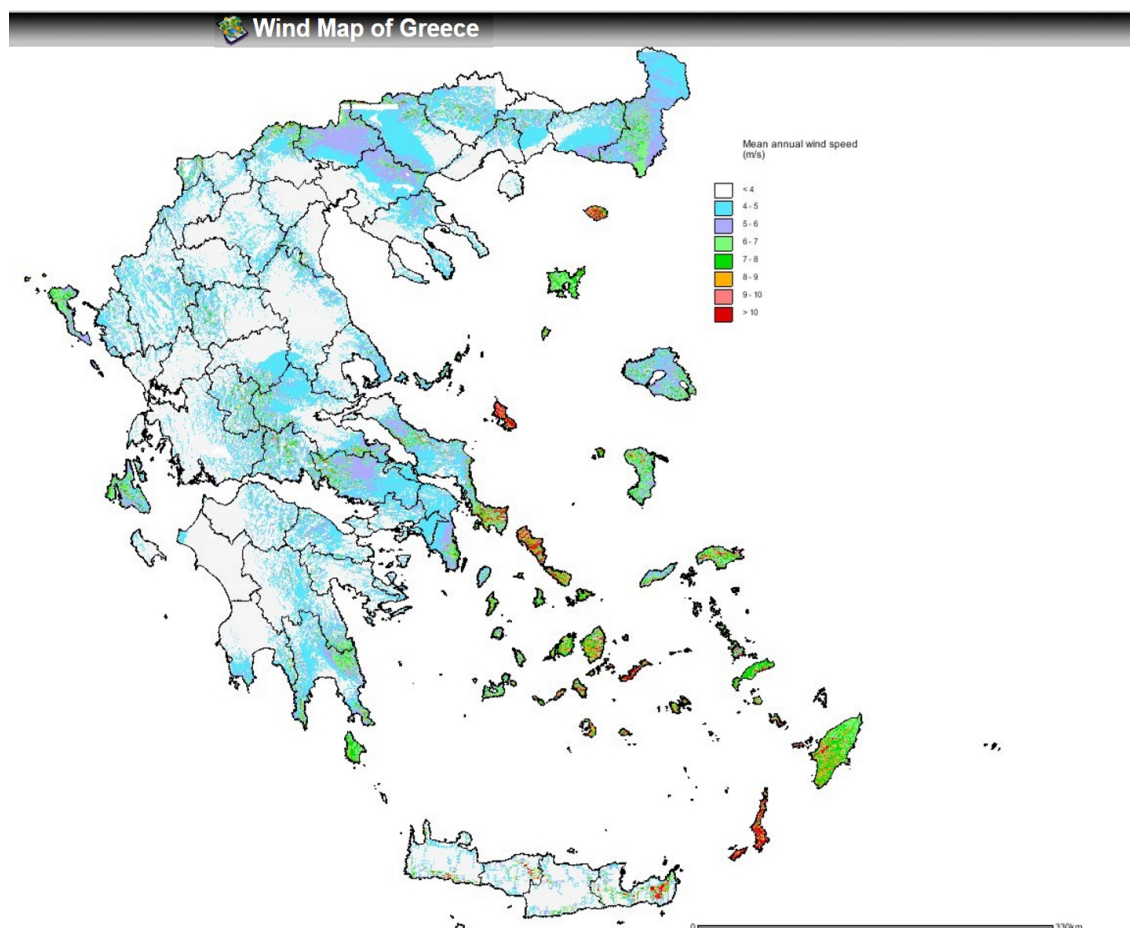 Wind Map of Greece
Mean annual wind speed
(m/s)
< 4
4 - 5
5 - 6
6 - 7
7 - 8
8 - 9
9 - 10
> 10
0 330km